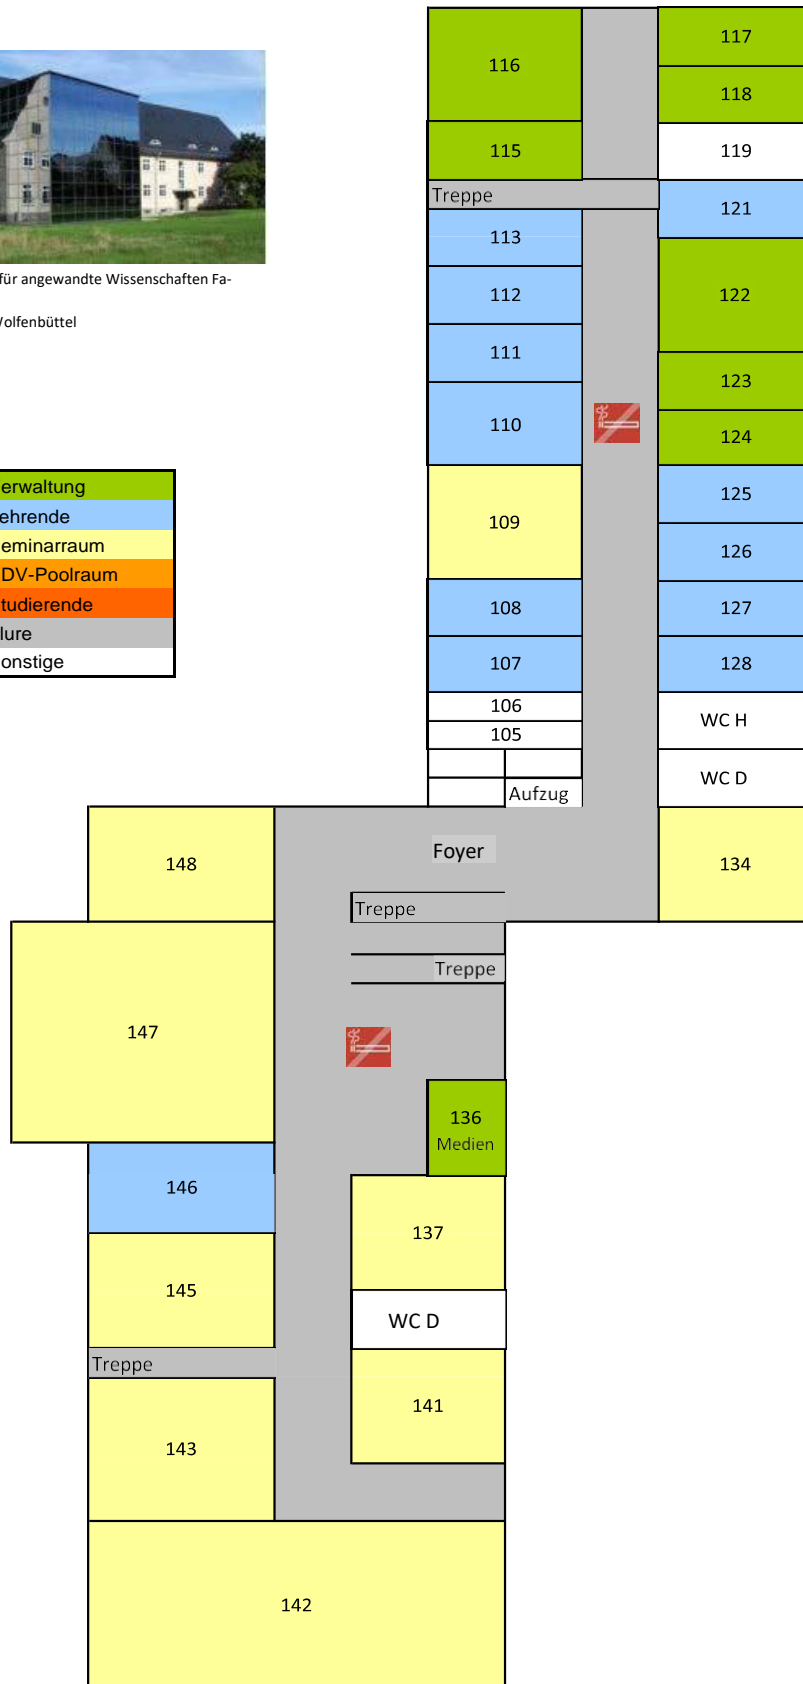 116
117
118
115
119
Treppe
121
113
112
122
111
123
110
124
125
109
126
108
127
107
128
106
105
WC H
WC D
Aufzug
für angewandte Wissenschaften Fa-
Wolfenbüttel
erwaltung
ehrende
eminarraum
DV-Poolraum
tudierende
lure
onstige
148
Foyer
134
Treppe
Treppe
147
136
Medien
146
137
145
WC D
Treppe
141
143
142